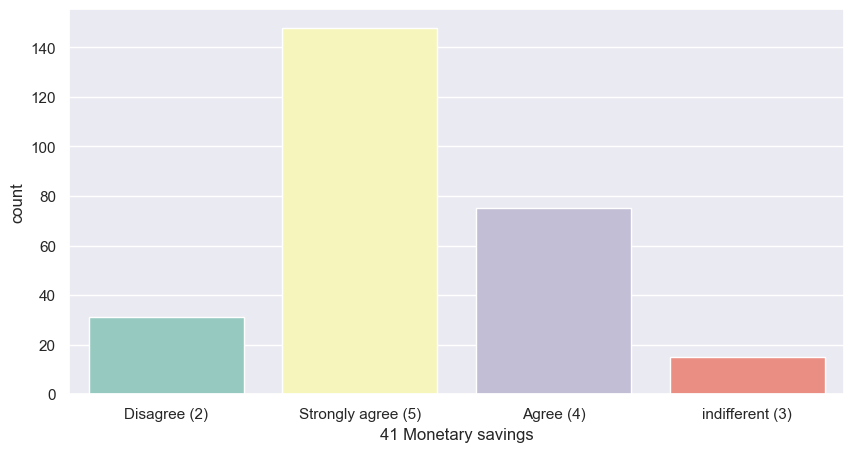 140
120
100
80
60
40
20
0
count
Disagree (2) Strongly agree (5) Agree (4) indifferent (3)
41 Monetary savings